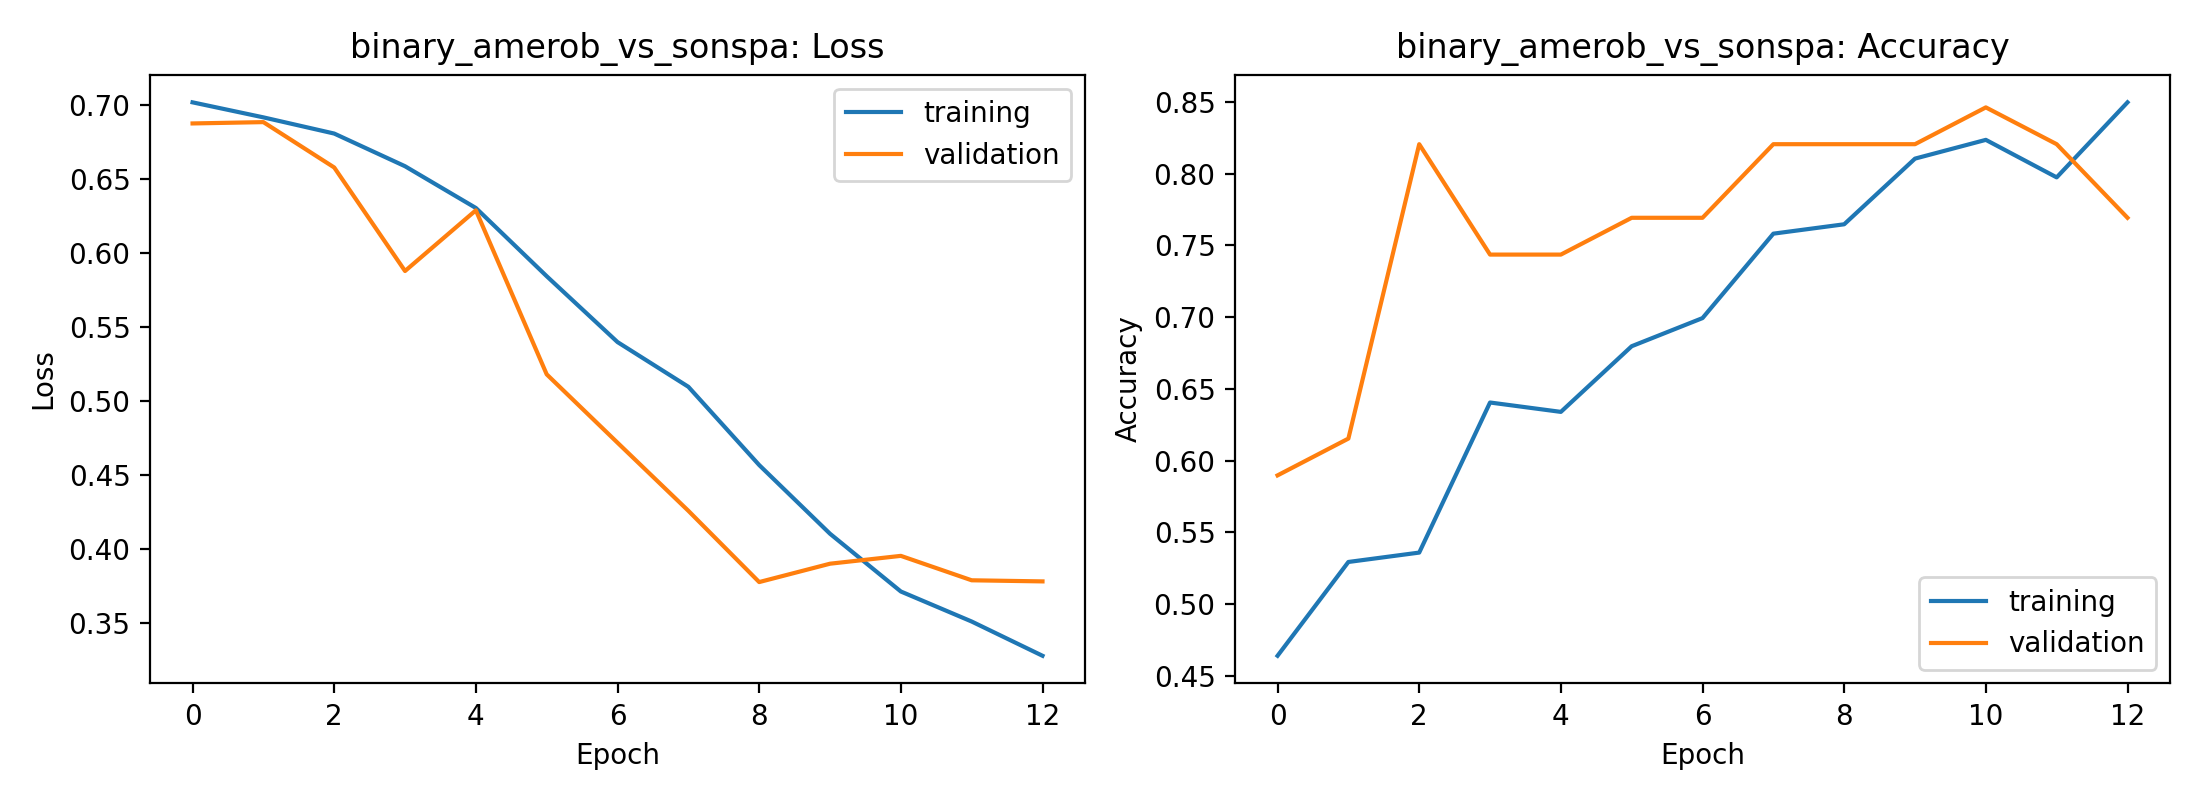 binary_amerob_vs_sonspa: Loss
training
validation
0.70
0.65
0.60
0.55
0.50
0.45
0.40
0.35
Loss
0 2 4 6 8 10 12
Epoch
binary_amerob_vs_sonspa: Accuracy
0.85
0.80
0.75
0.70
0.65
0.60
0.55
0.50
0.45
Accuracy
training
validation
0 2 4 6 8 10 12
Epoch